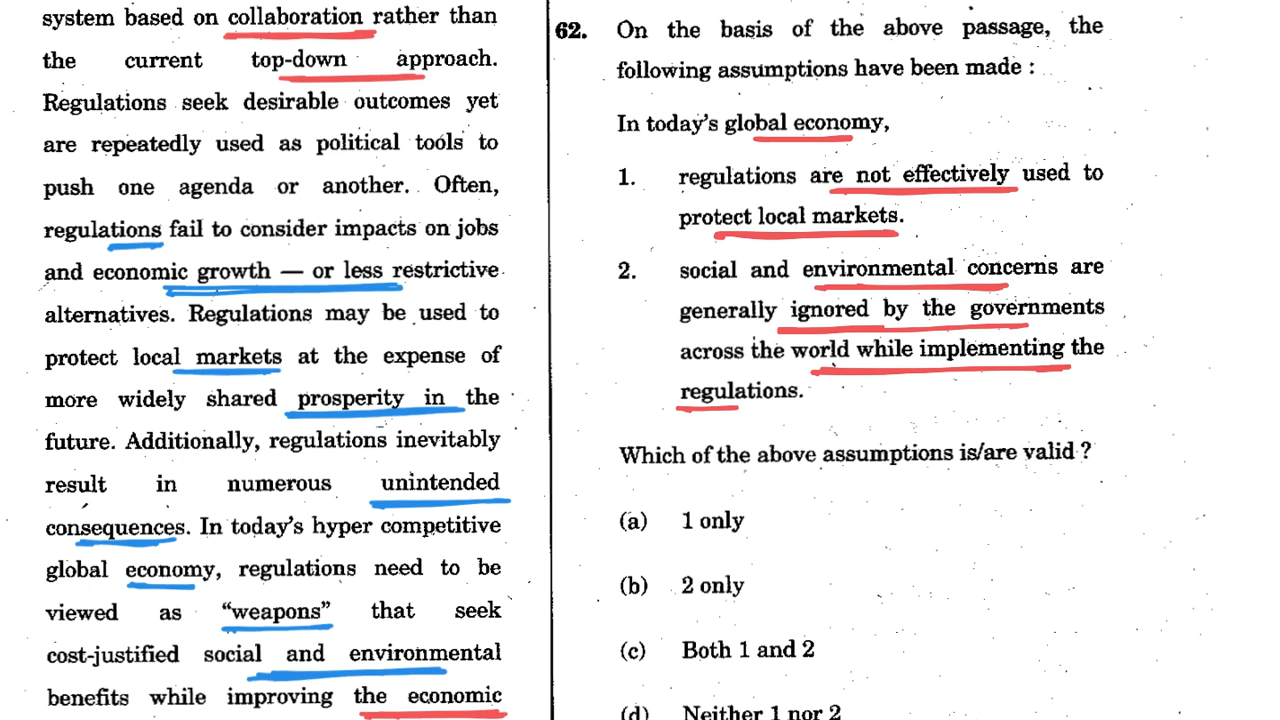 system based on collaboration rather than
the current top-down approach.
Regulations seek desirable outcomes yet
are repeatedly used as political tools to
push one agenda or another. Often,
regulations fail to consider impacts on jobs
and economic growth — or less restrictive
alternatives. Regulations may be used to
protect local markets at the expense of
more widely shared prosperity in the
future. Additionally, regulations inevitably
result in numerous unintended
consequences. In today's hyper competitive
global economy, regulations need to be
viewed as "weapons" that seek
cost-justified social and environmental
benefits while improving the economic
62. On the basis of the above passage, the
following assumptions have been made :
In today's global economy,
1. regulations are not effectively used to
protect local markets.
2. social and environmental concerns are
generally ignored by the governments
across the world while implementing the
regulations.
Which of the above assumptions is/are valid ?
(a) 1 only
(b) 2 only
(c) Both 1 and 2
(d) Neither 1 nor 2